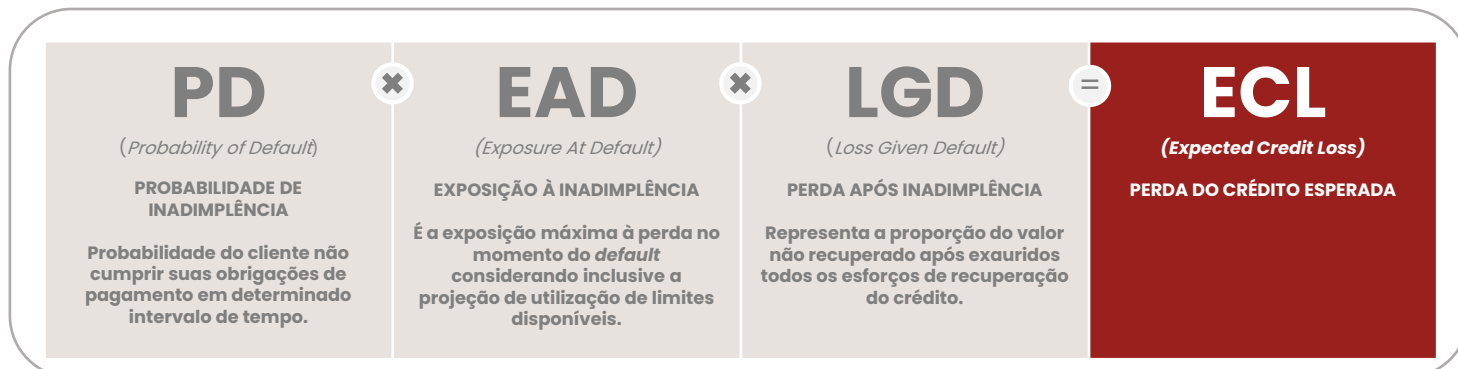 PD
(Probability of Default)
PROBABILIDADE DE
INADIMPLÊNCIA
Probabilidade do cliente não
cumprir suas obrigações de
pagamento em determinado
intervalo de tempo.
✖
EAD
(Exposure At Default)
EXPOSIÇÃO À INADIMPLÊNCIA
É a exposição máxima à perda no
momento do default
considerando inclusive a
projeção de utilização de limites
disponíveis.
✖
LGD
(Loss Given Default)
PERDA APÓS INADIMPLÊNCIA
Representa a proporção do valor
não recuperado após exauridos
todos os esforços de recuperação
do crédito.
=
ECL
(Expected Credit Loss)
PERDA DO CRÉDITO ESPERADA